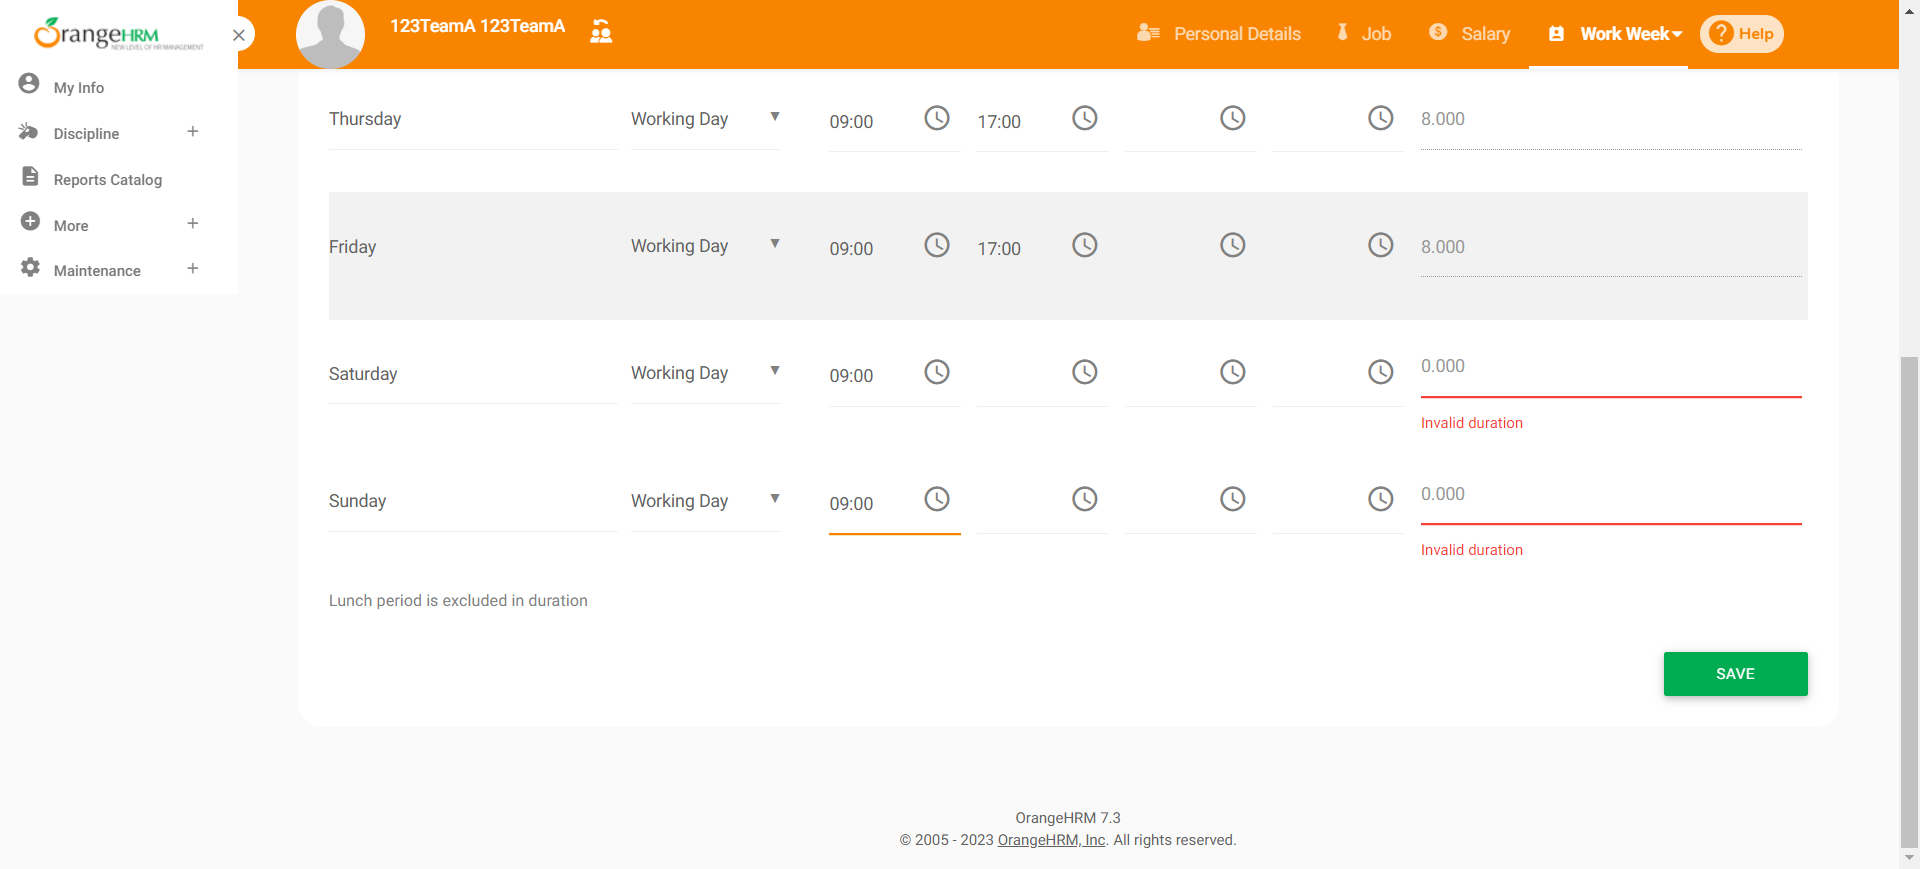 OrangeHRM
NEW LEVEL OF HR MANAGEMENT
My Info
Discipline
Reports Catalog
More
Maintenance
123TeamA 123TeamA
Personal Details
Job
Salary
Work Week
Help
Thursday Working Day 09:00 17:00 8.000
Friday Working Day 09:00 17:00 8.000
Saturday Working Day 09:00 0.000
Invalid duration
Sunday Working Day 09:00 0.000
Invalid duration
Lunch period is excluded in duration
SAVE
OrangeHRM 7.3
© 2005 - 2023 OrangeHRM, Inc. All rights reserved.